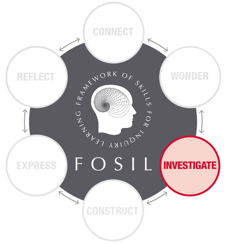 CONNECT
REFLECT
WONDER
FRAMEWORK OF SKILLS FOR INQUIRY LEARNING
FOSIL
EXPRESS
INVESTIGATE
CONSTRUCT